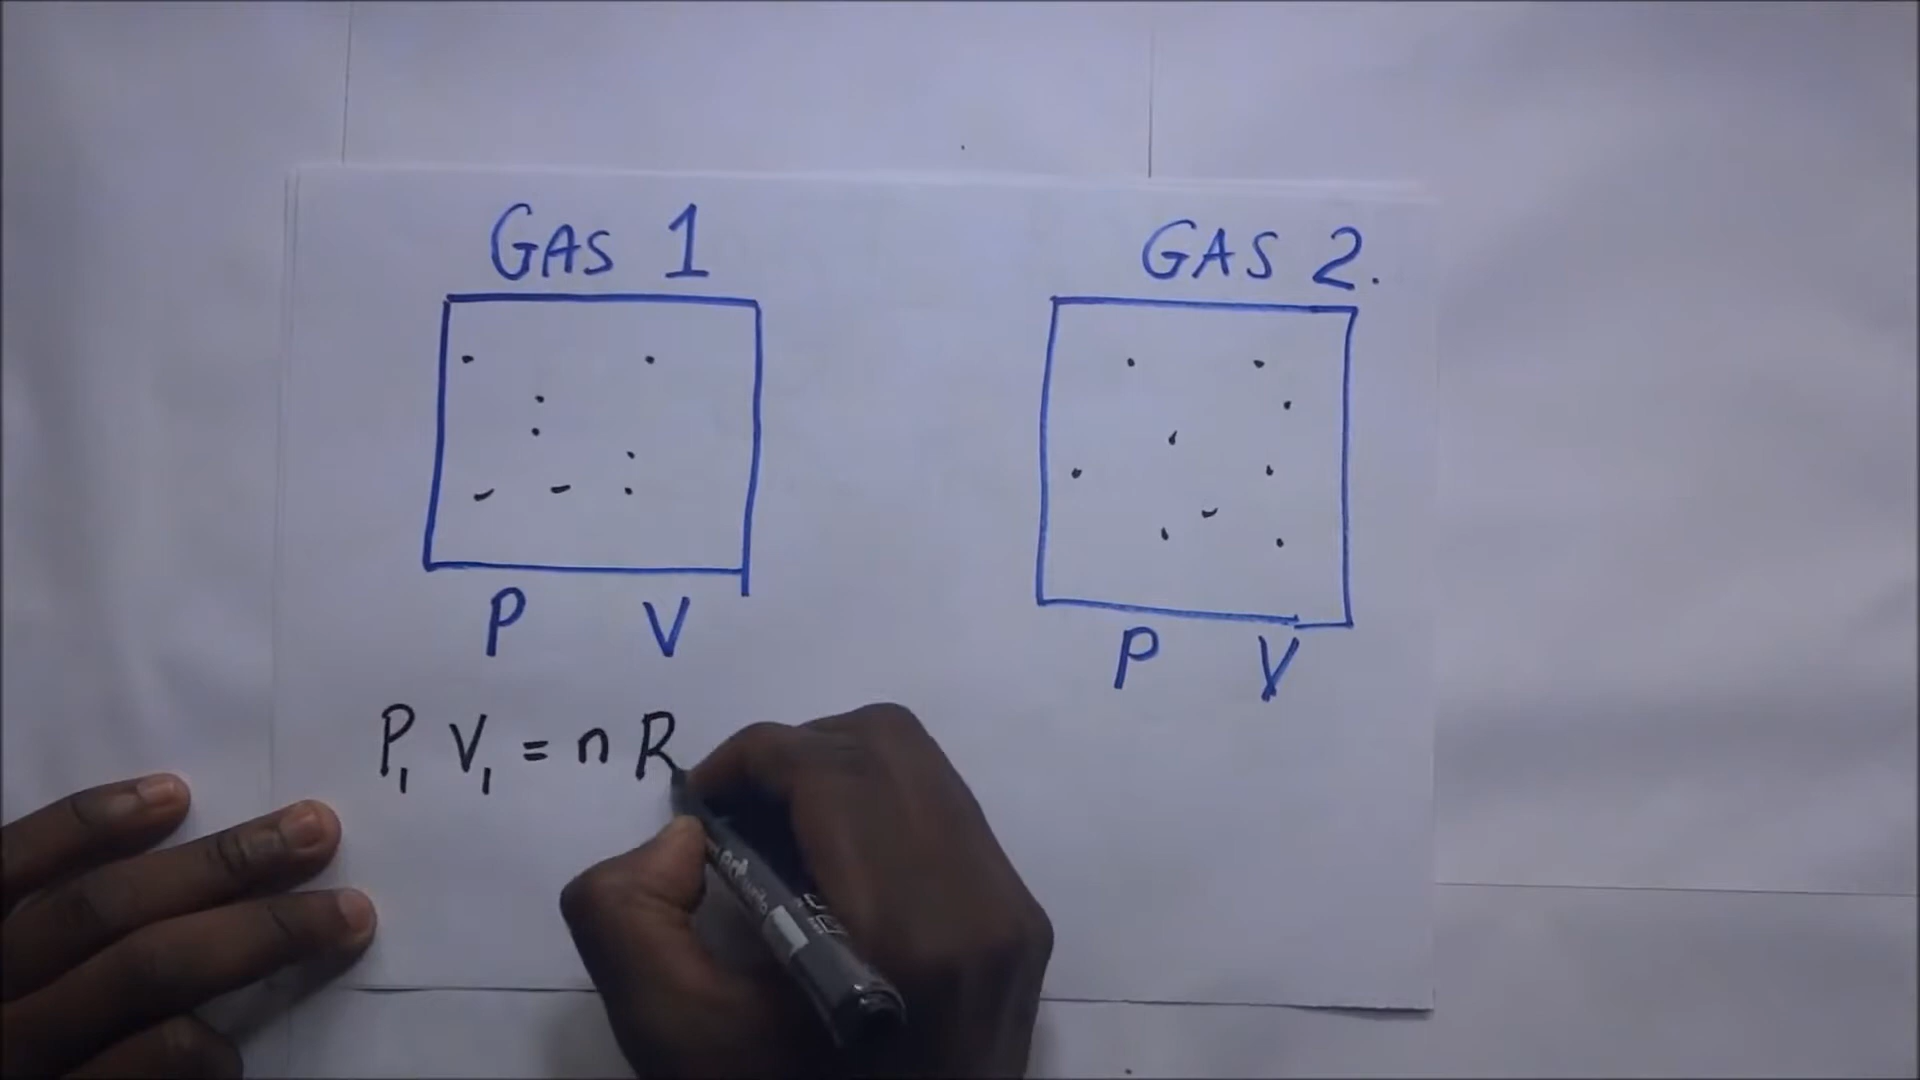 GAS 1
GAS 2.
P V
P V
P₁ V₁ = n R